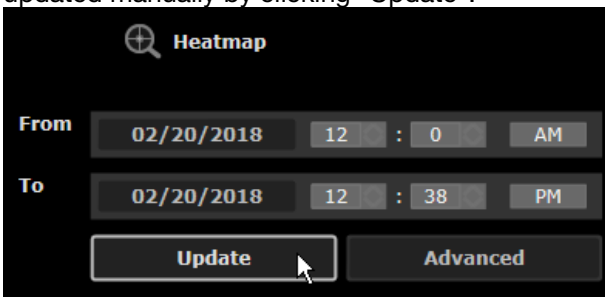 updated manually by clicking "Update".
Heatmap
From 02/20/2018 12 : 0 AM
To 02/20/2018 12 : 38 PM
Update Advanced